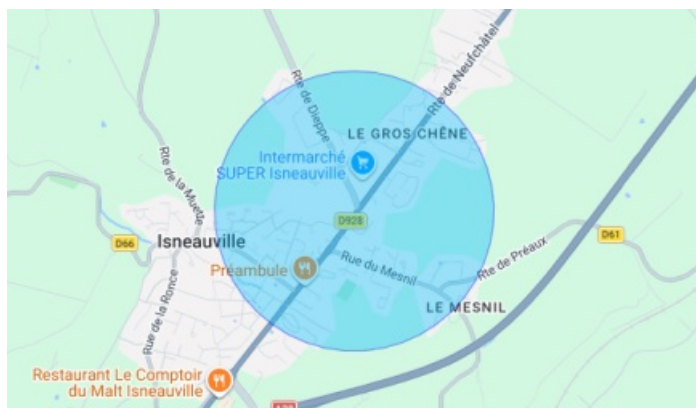 Rte de Neufchâtel
Rte de Dieppe
LE GROS CHÊNE
Intermarché
SUPER Isneauville
Rte de la Muette
D928
D66
Isneauville
D61
Rue du Mesnil
Rte de Préaux
Préambule
LE MESNIL
Rue de la Ronce
Restaurant Le Comptoir
du Malt Isneauville